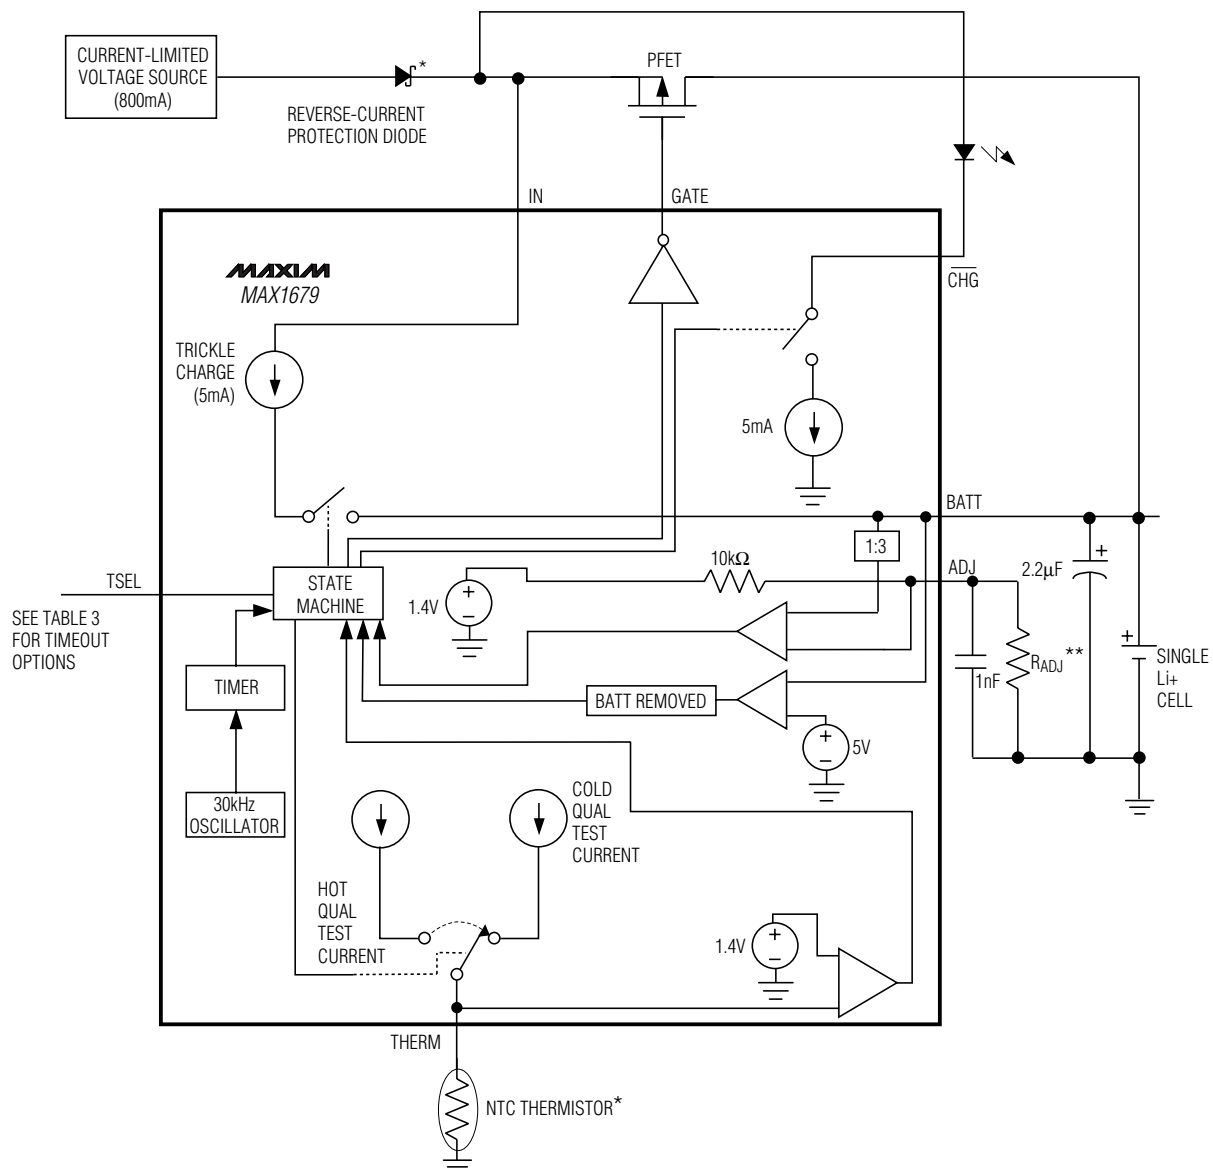 CURRENT-LIMITED
VOLTAGE SOURCE
(800mA)
*
REVERSE-CURRENT
PROTECTION DIODE
PFET
IN
GATE
MAXIM
MAX1679
CHG
TRICKLE
CHARGE
(5mA)
5mA
BATT
1:3
10kΩ
ADJ
2.2µF
+
TSEL
STATE
MACHINE
1.4V
+
−
SEE TABLE 3
FOR TIMEOUT
OPTIONS
TIMER
BATT REMOVED
+
−
5V
1nF
RADJ**
+
SINGLE
Li+
CELL
30kHz
OSCILLATOR
COLD
QUAL
TEST
CURRENT
HOT
QUAL
TEST
CURRENT
1.4V
+
−
THERM
NTC THERMISTOR*